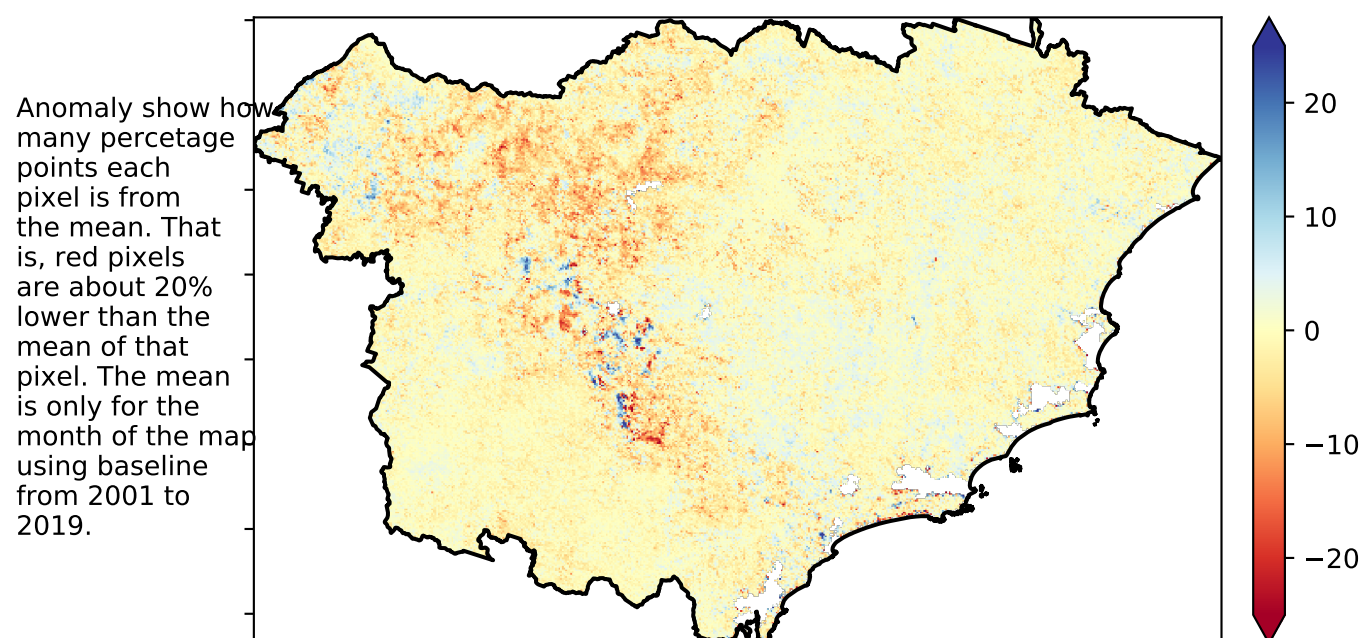 Anomaly show how
many percetage
points each
pixel is from
the mean. That
is, red pixels
are about 20%
lower than the
mean of that
pixel. The mean
is only for the
month of the map
using baseline
from 2001 to
2019.
20
10
0
−10
−20